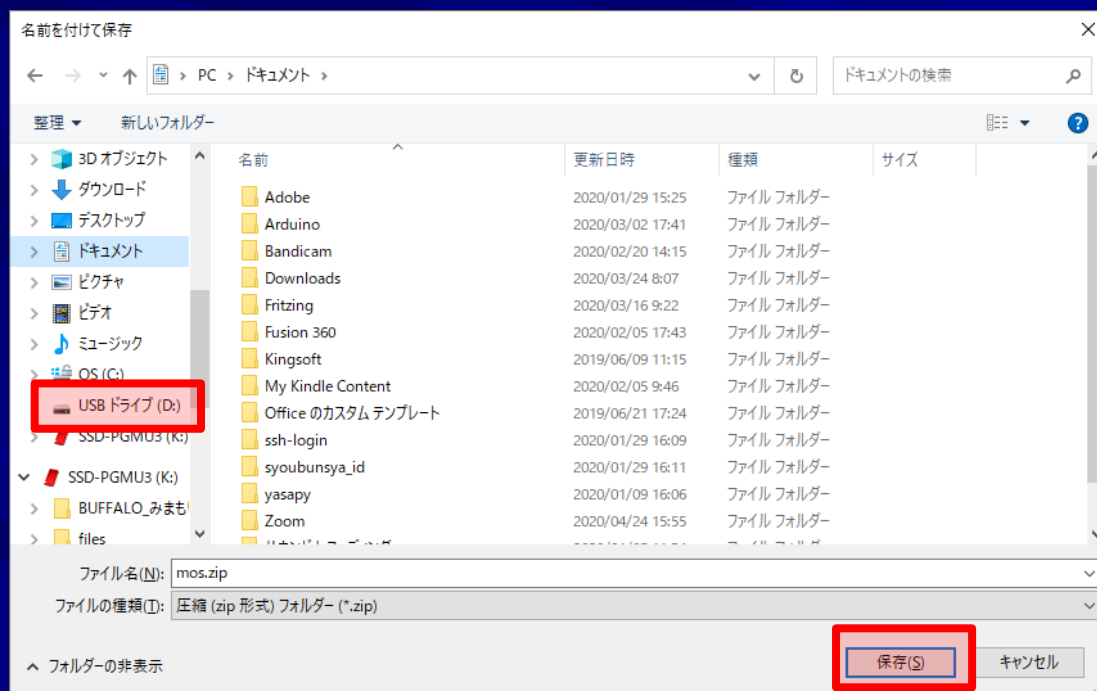 名前を付けて保存
PC › ドキュメント ›
ドキュメントの検索
整理
新しいフォルダー
3D オブジェクト
ダウンロード
デスクトップ
ドキュメント
ピクチャ
ビデオ
ミュージック
OS (C:)
USB ドライブ (D:)
SSD-PGMU3 (K:)
SSD-PGMU3 (K:)
BUFFALO_みまも
files
名前 更新日時 種類 サイズ
Adobe 2020/01/29 15:25 ファイル フォルダー
Arduino 2020/03/02 17:41 ファイル フォルダー
Bandicam 2020/02/20 14:15 ファイル フォルダー
Downloads 2020/03/24 8:07 ファイル フォルダー
Fritzing 2020/03/16 9:22 ファイル フォルダー
Fusion 360 2020/02/05 17:43 ファイル フォルダー
Kingsoft 2019/06/09 11:15 ファイル フォルダー
My Kindle Content 2020/02/05 9:46 ファイル フォルダー
Office のカスタム テンプレート 2019/06/21 17:24 ファイル フォルダー
ssh-login 2020/01/29 16:09 ファイル フォルダー
syoubunsya_id 2020/01/29 16:11 ファイル フォルダー
yasapy 2020/01/09 16:06 ファイル フォルダー
Zoom 2020/04/24 15:55 ファイル フォルダー
ファイル名(N): mos.zip
ファイルの種類(T): 圧縮 (zip 形式) フォルダー (*.zip)
フォルダーの非表示
保存(S)
キャンセル